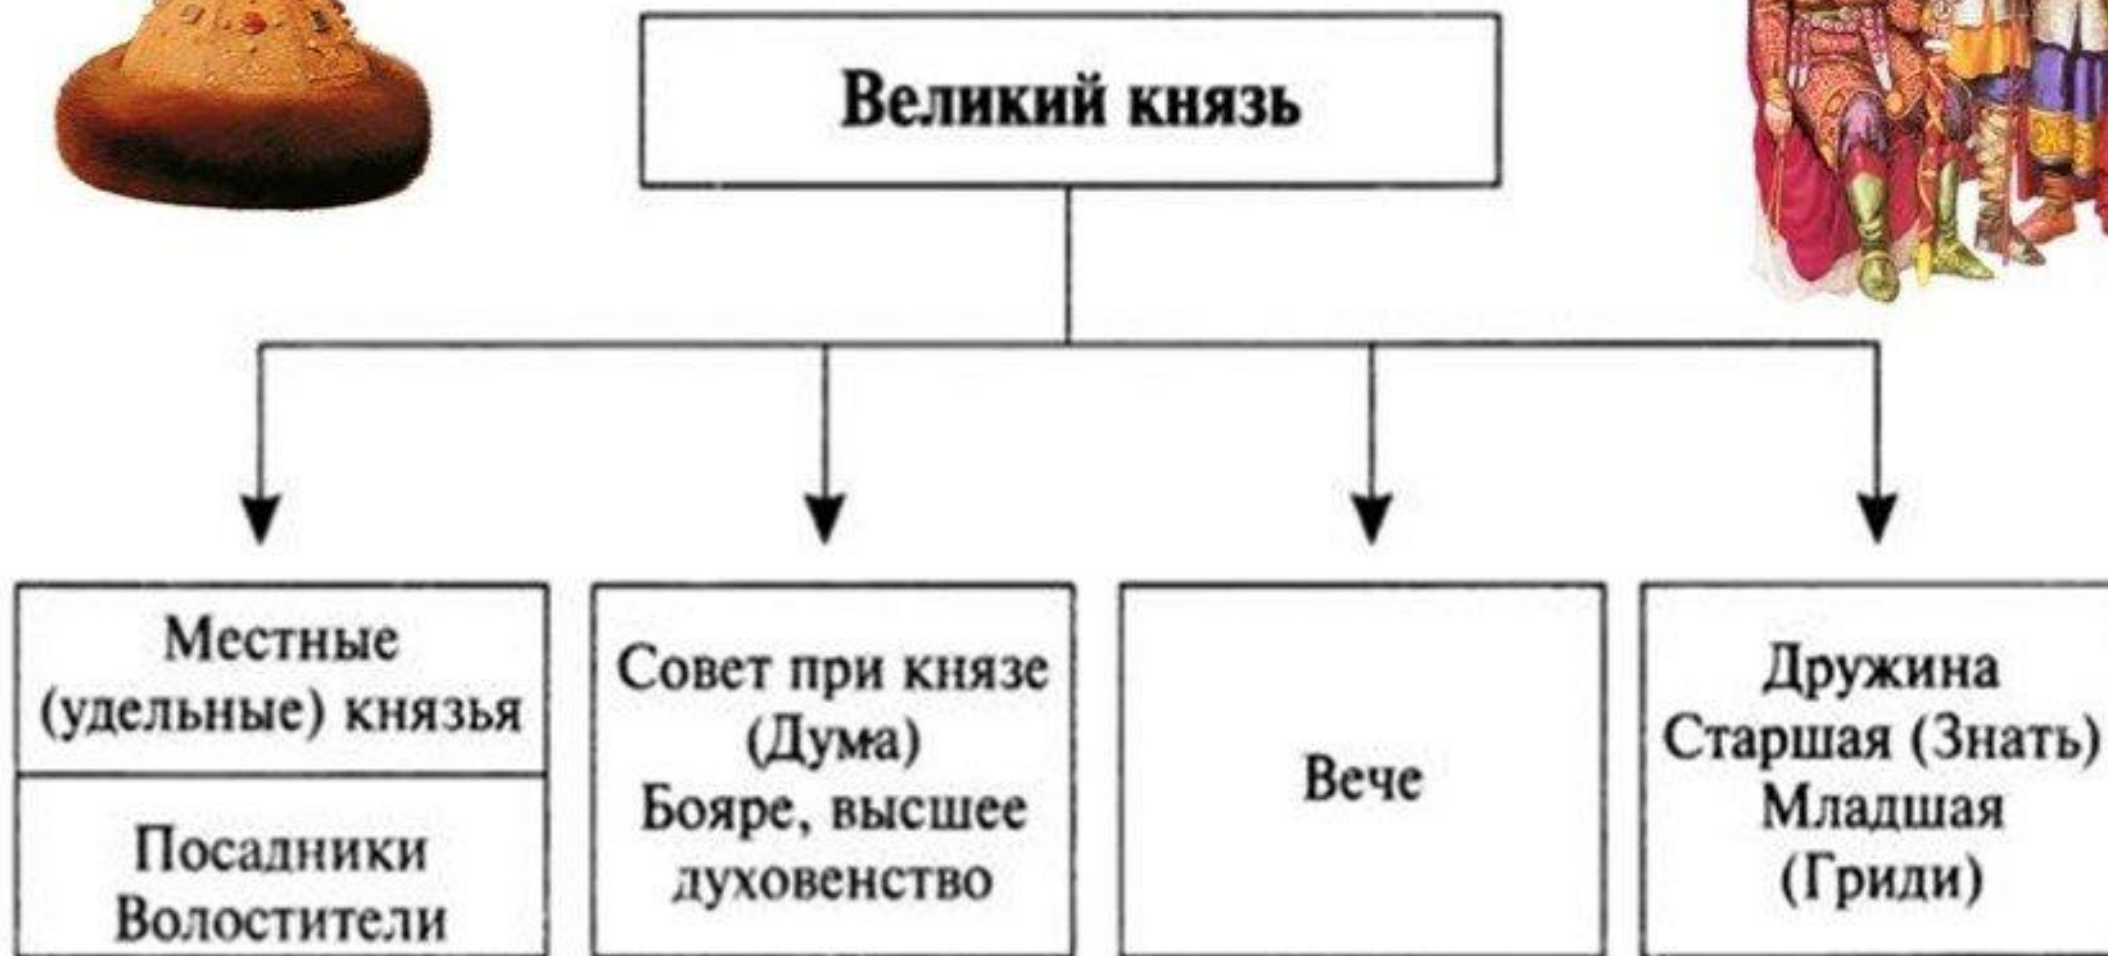 Великий князь
Местные
(удельные) князья
Посадники
Волостители
Совет при князе
(Дума)
Бояре, высшее
духовенство
Вече
Дружина
Старшая (Знать)
Младшая
(Гриди)